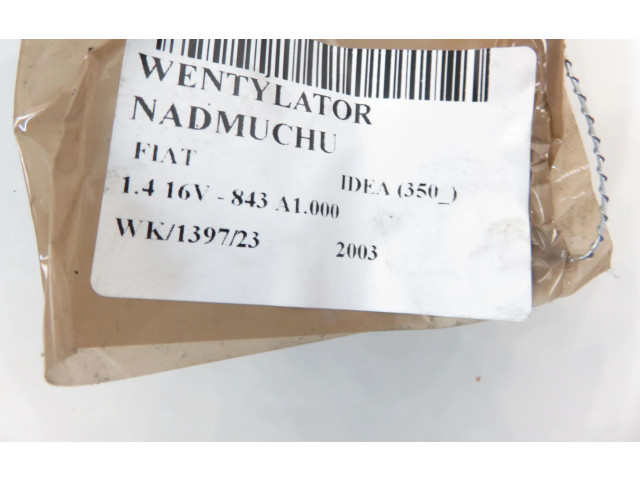 WENTYLATOR
NADMUCHU
FIAT IDEA (350_)
1.4 16V - 843 A1.000
WK/1397/23 2003